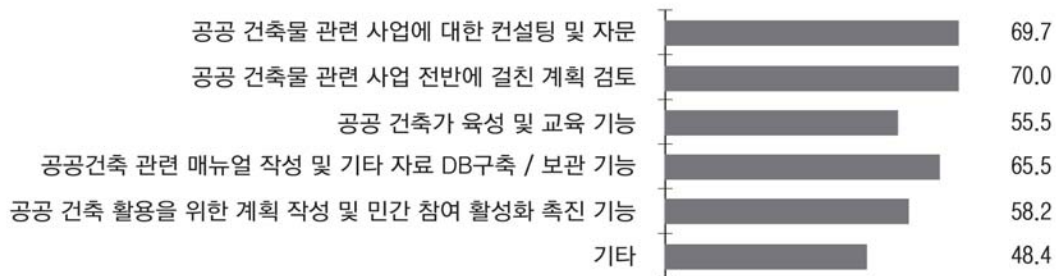 공공 건축물 관련 사업에 대한 컨설팅 및 자문 69.7
공공 건축물 관련 사업 전반에 걸친 계획 검토 70.0
공공 건축가 육성 및 교육 기능 55.5
공공건축 관련 매뉴얼 작성 및 기타 자료 DB구축 / 보관 기능 65.5
공공 건축 활용을 위한 계획 작성 및 민간 참여 활성화 촉진 기능 58.2
기타 48.4